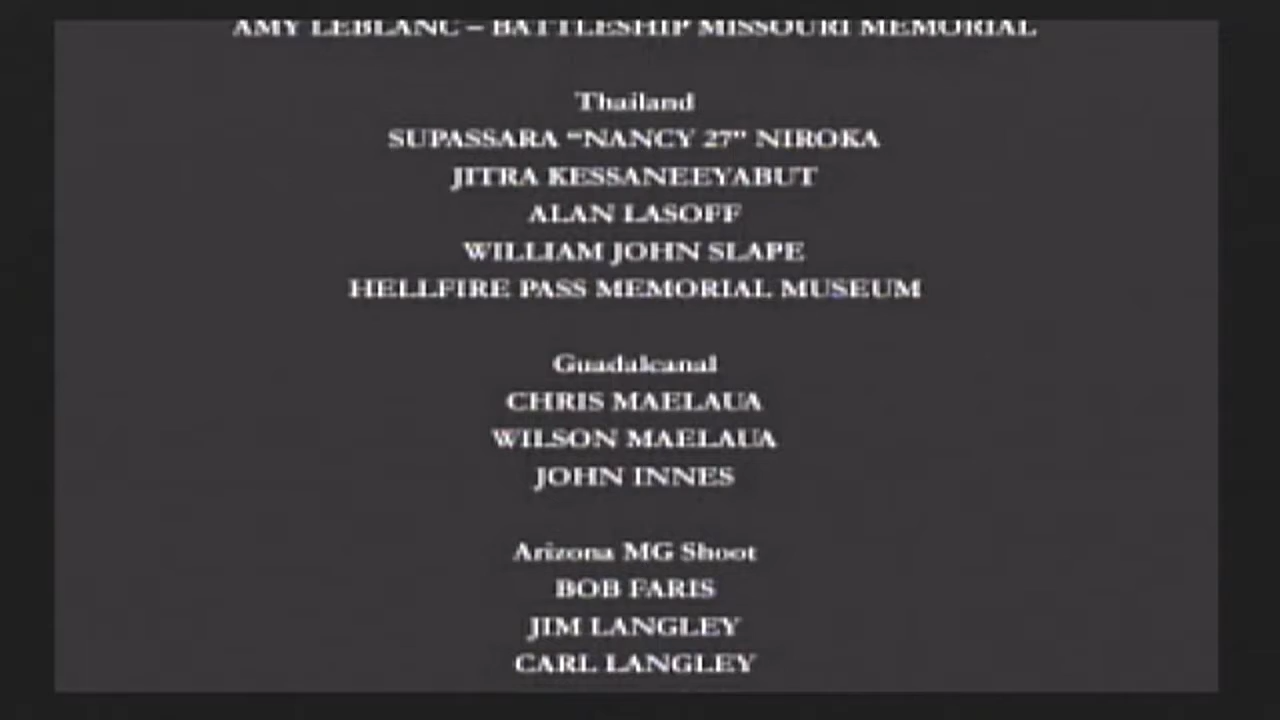 AMY LEBLANC – BATTLESHIP MISSOURI MEMORIAL
Thailand
SUPASSARA “NANCY 27” NIROKA
JITRA KESSANEEYABUT
ALAN LASOFF
WILLIAM JOHN SLAPE
HELLFIRE PASS MEMORIAL MUSEUM
Guadalcanal
CHRIS MAELAUA
WILSON MAELAUA
JOHN INNES
Arizona MG Shoot
BOB FARIS
JIM LANGLEY
CARL LANGLEY